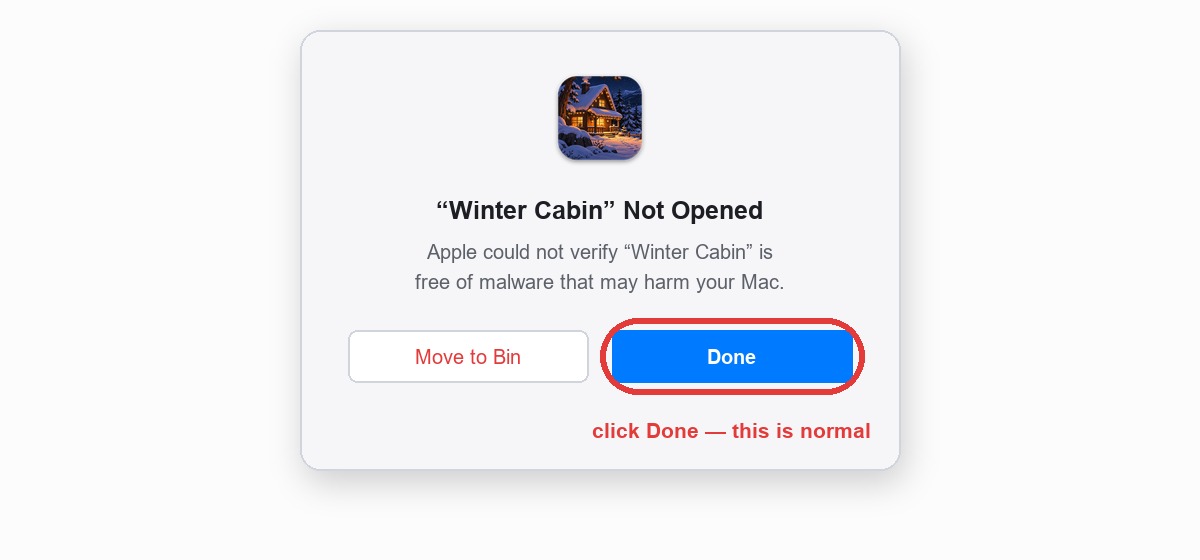 “Winter Cabin” Not Opened
Apple could not verify “Winter Cabin” is
free of malware that may harm your Mac.
Move to Bin
Done
click Done — this is normal